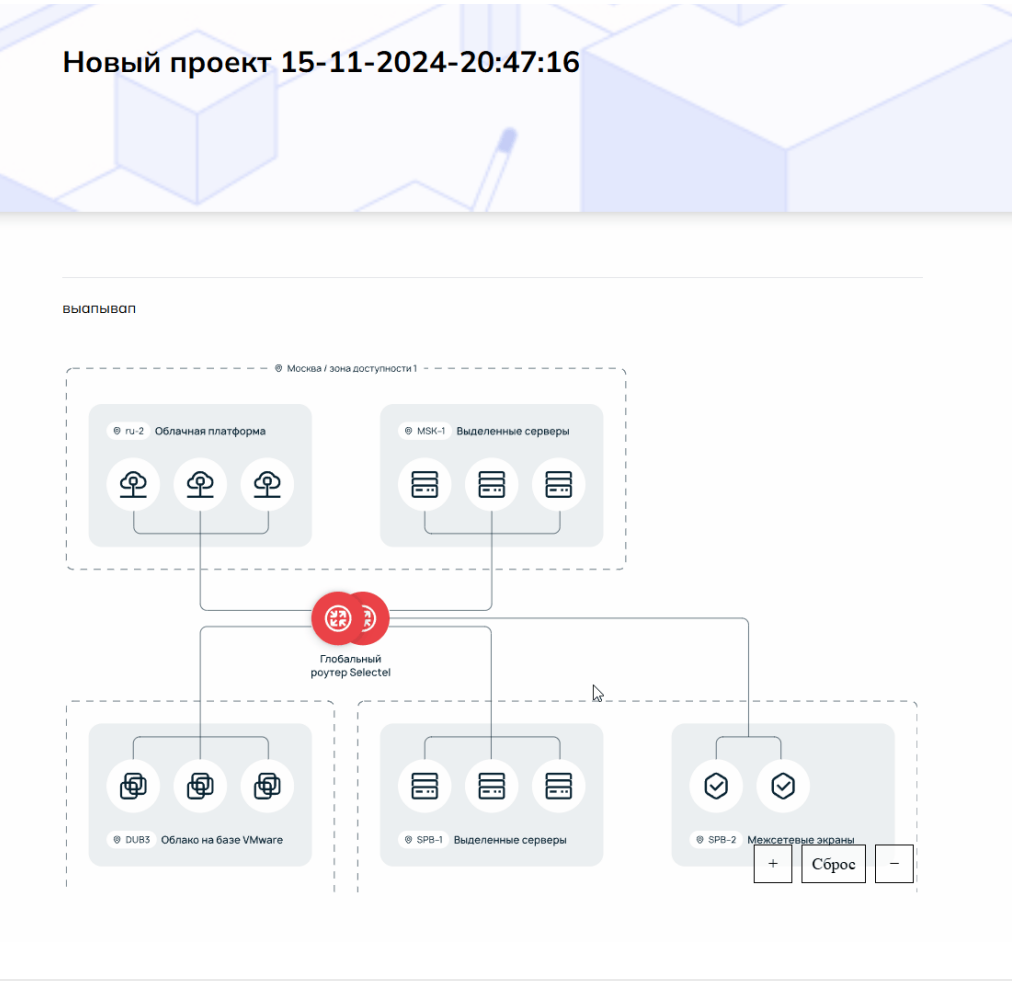 Новый проект 15-11-2024-20:47:16
выапывап
Москва / зона доступности 1
ru-2 Облачная платформа
MSK-1 Выделенные серверы
Глобальный
роутер Selectel
DUB3 Облако на базе VMware
SPB-1 Выделенные серверы
SPB-2 Межсетевые экраны
+ Сброс −